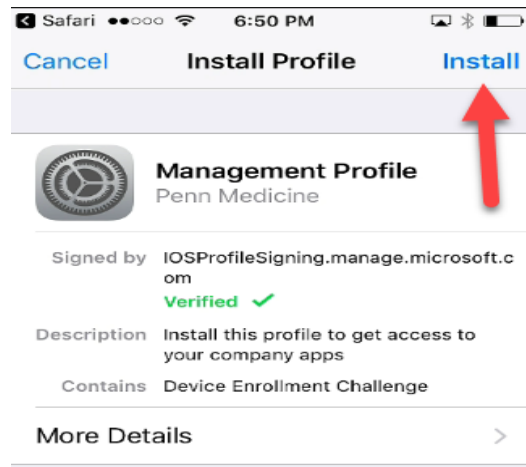 Safari 6:50 PM
Cancel Install Profile Install
Management Profile
Penn Medicine
Signed by IOSProfileSigning.manage.microsoft.c
om
Verified ✓
Description Install this profile to get access to
your company apps
Contains Device Enrollment Challenge
More Details